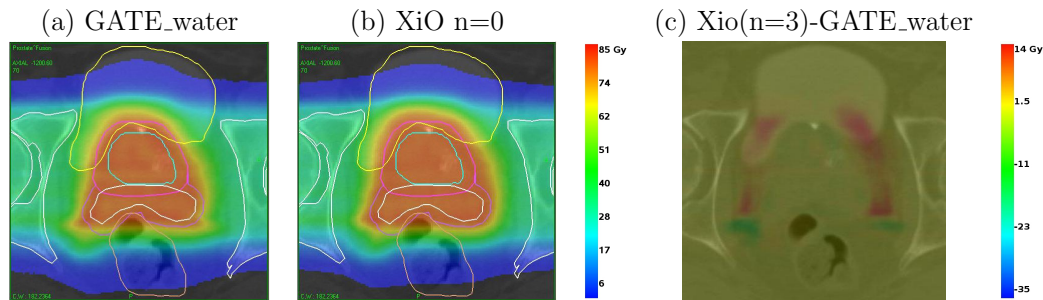 (a) GATE_water
(b) XiO n=0
(c) Xio(n=3)-GATE_water
Prostate Fusion
AXIAL -1200.60
70
C.W. 182.2364
P
Prostate Fusion
AXIAL -1200.60
70
C.W. 182.2364
P
85 Gy
74
62
51
40
28
17
6
14 Gy
1.5
-11
-23
-35